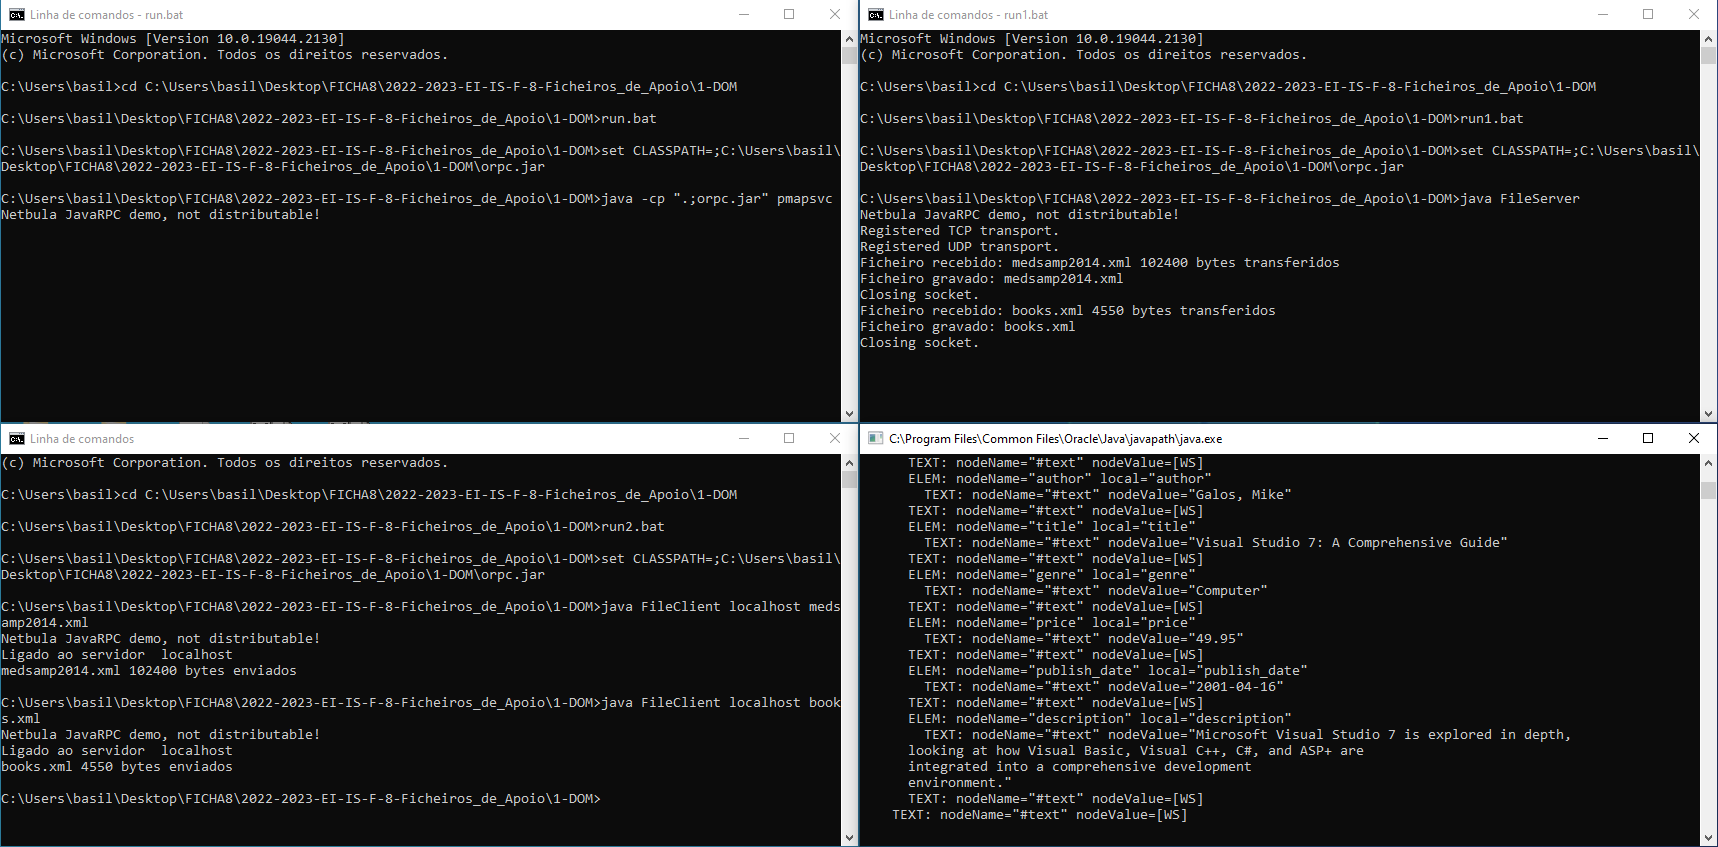 Linha de comandos - run.bat
Microsoft Windows [Version 10.0.19044.2130]
(c) Microsoft Corporation. Todos os direitos reservados.
C:\Users\basil>cd C:\Users\basil\Desktop\FICHA8\2022-2023-EI-IS-F-8-Ficheiros_de_Apoio\1-DOM
C:\Users\basil\Desktop\FICHA8\2022-2023-EI-IS-F-8-Ficheiros_de_Apoio\1-DOM>run.bat
C:\Users\basil\Desktop\FICHA8\2022-2023-EI-IS-F-8-Ficheiros_de_Apoio\1-DOM>set CLASSPATH=;C:\Users\basil\
Desktop\FICHA8\2022-2023-EI-IS-F-8-Ficheiros_de_Apoio\1-DOM\orpc.jar
C:\Users\basil\Desktop\FICHA8\2022-2023-EI-IS-F-8-Ficheiros_de_Apoio\1-DOM>java -cp ".;orpc.jar" pmapsvc
Netbula JavaRPC demo, not distributable!
Linha de comandos - run1.bat
Microsoft Windows [Version 10.0.19044.2130]
(c) Microsoft Corporation. Todos os direitos reservados.
C:\Users\basil>cd C:\Users\basil\Desktop\FICHA8\2022-2023-EI-IS-F-8-Ficheiros_de_Apoio\1-DOM
C:\Users\basil\Desktop\FICHA8\2022-2023-EI-IS-F-8-Ficheiros_de_Apoio\1-DOM>run1.bat
C:\Users\basil\Desktop\FICHA8\2022-2023-EI-IS-F-8-Ficheiros_de_Apoio\1-DOM>set CLASSPATH=;C:\Users\basil\
Desktop\FICHA8\2022-2023-EI-IS-F-8-Ficheiros_de_Apoio\1-DOM\orpc.jar
C:\Users\basil\Desktop\FICHA8\2022-2023-EI-IS-F-8-Ficheiros_de_Apoio\1-DOM>java FileServer
Netbula JavaRPC demo, not distributable!
Registered TCP transport.
Registered UDP transport.
Ficheiro recebido: medsamp2014.xml 102400 bytes transferidos
Ficheiro gravado: medsamp2014.xml
Closing socket.
Ficheiro recebido: books.xml 4550 bytes transferidos
Ficheiro gravado: books.xml
Closing socket.
Linha de comandos
(c) Microsoft Corporation. Todos os direitos reservados.
C:\Users\basil>cd C:\Users\basil\Desktop\FICHA8\2022-2023-EI-IS-F-8-Ficheiros_de_Apoio\1-DOM
C:\Users\basil\Desktop\FICHA8\2022-2023-EI-IS-F-8-Ficheiros_de_Apoio\1-DOM>run2.bat
C:\Users\basil\Desktop\FICHA8\2022-2023-EI-IS-F-8-Ficheiros_de_Apoio\1-DOM>set CLASSPATH=;C:\Users\basil\
Desktop\FICHA8\2022-2023-EI-IS-F-8-Ficheiros_de_Apoio\1-DOM\orpc.jar
C:\Users\basil\Desktop\FICHA8\2022-2023-EI-IS-F-8-Ficheiros_de_Apoio\1-DOM>java FileClient localhost meds
amp2014.xml
Netbula JavaRPC demo, not distributable!
Ligado ao servidor  localhost
medsamp2014.xml 102400 bytes enviados
C:\Users\basil\Desktop\FICHA8\2022-2023-EI-IS-F-8-Ficheiros_de_Apoio\1-DOM>java FileClient localhost book
s.xml
Netbula JavaRPC demo, not distributable!
Ligado ao servidor  localhost
books.xml 4550 bytes enviados
C:\Users\basil\Desktop\FICHA8\2022-2023-EI-IS-F-8-Ficheiros_de_Apoio\1-DOM>
C:\Program Files\Common Files\Oracle\Java\javapath\java.exe
TEXT: nodeName="#text" nodeValue=[WS]
ELEM: nodeName="author" local="author"
TEXT: nodeName="#text" nodeValue="Galos, Mike"
TEXT: nodeName="#text" nodeValue=[WS]
ELEM: nodeName="title" local="title"
TEXT: nodeName="#text" nodeValue="Visual Studio 7: A Comprehensive Guide"
TEXT: nodeName="#text" nodeValue=[WS]
ELEM: nodeName="genre" local="genre"
TEXT: nodeName="#text" nodeValue="Computer"
TEXT: nodeName="#text" nodeValue=[WS]
ELEM: nodeName="price" local="price"
TEXT: nodeName="#text" nodeValue="49.95"
TEXT: nodeName="#text" nodeValue=[WS]
ELEM: nodeName="publish_date" local="publish_date"
TEXT: nodeName="#text" nodeValue="2001-04-16"
TEXT: nodeName="#text" nodeValue=[WS]
ELEM: nodeName="description" local="description"
TEXT: nodeName="#text" nodeValue="Microsoft Visual Studio 7 is explored in depth,
looking at how Visual Basic, Visual C++, C#, and ASP+ are
integrated into a comprehensive development
environment."
TEXT: nodeName="#text" nodeValue=[WS]
TEXT: nodeName="#text" nodeValue=[WS]